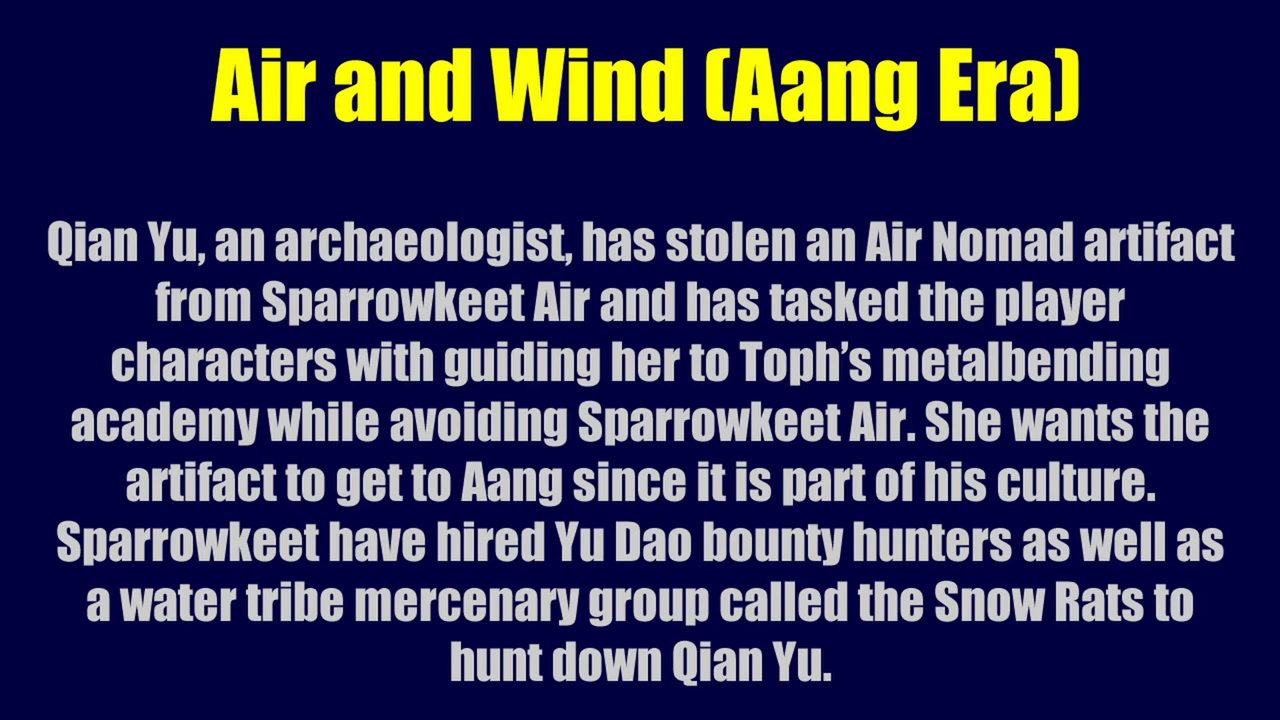 Air and Wind (Aang Era)
Qian Yu, an archaeologist, has stolen an Air Nomad artifact
from Sparrowkeet Air and has tasked the player
characters with guiding her to Toph’s metalbending
academy while avoiding Sparrowkeet Air. She wants the
artifact to get to Aang since it is part of his culture.
Sparrowkeet have hired Yu Dao bounty hunters as well as
a water tribe mercenary group called the Snow Rats to
hunt down Qian Yu.